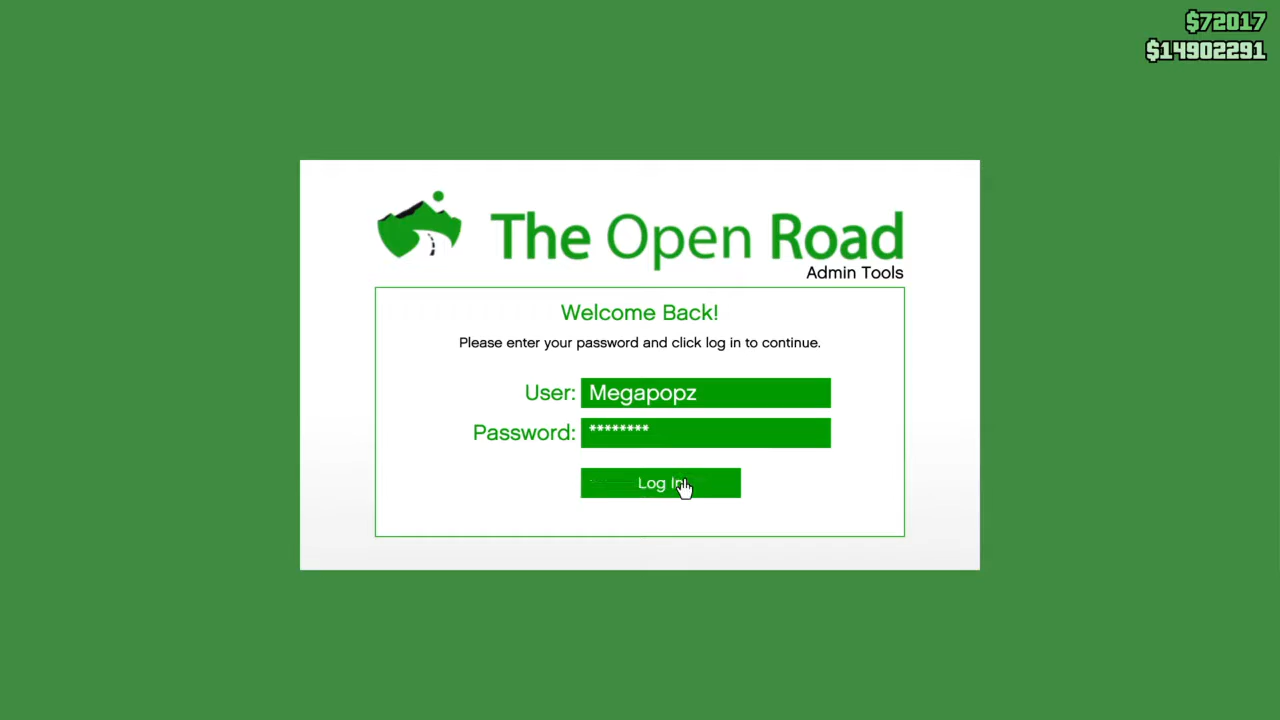 $72017
$14902291
The Open Road
Admin Tools
Welcome Back!
Please enter your password and click log in to continue.
User: Megapopz
Password: ********
Log In